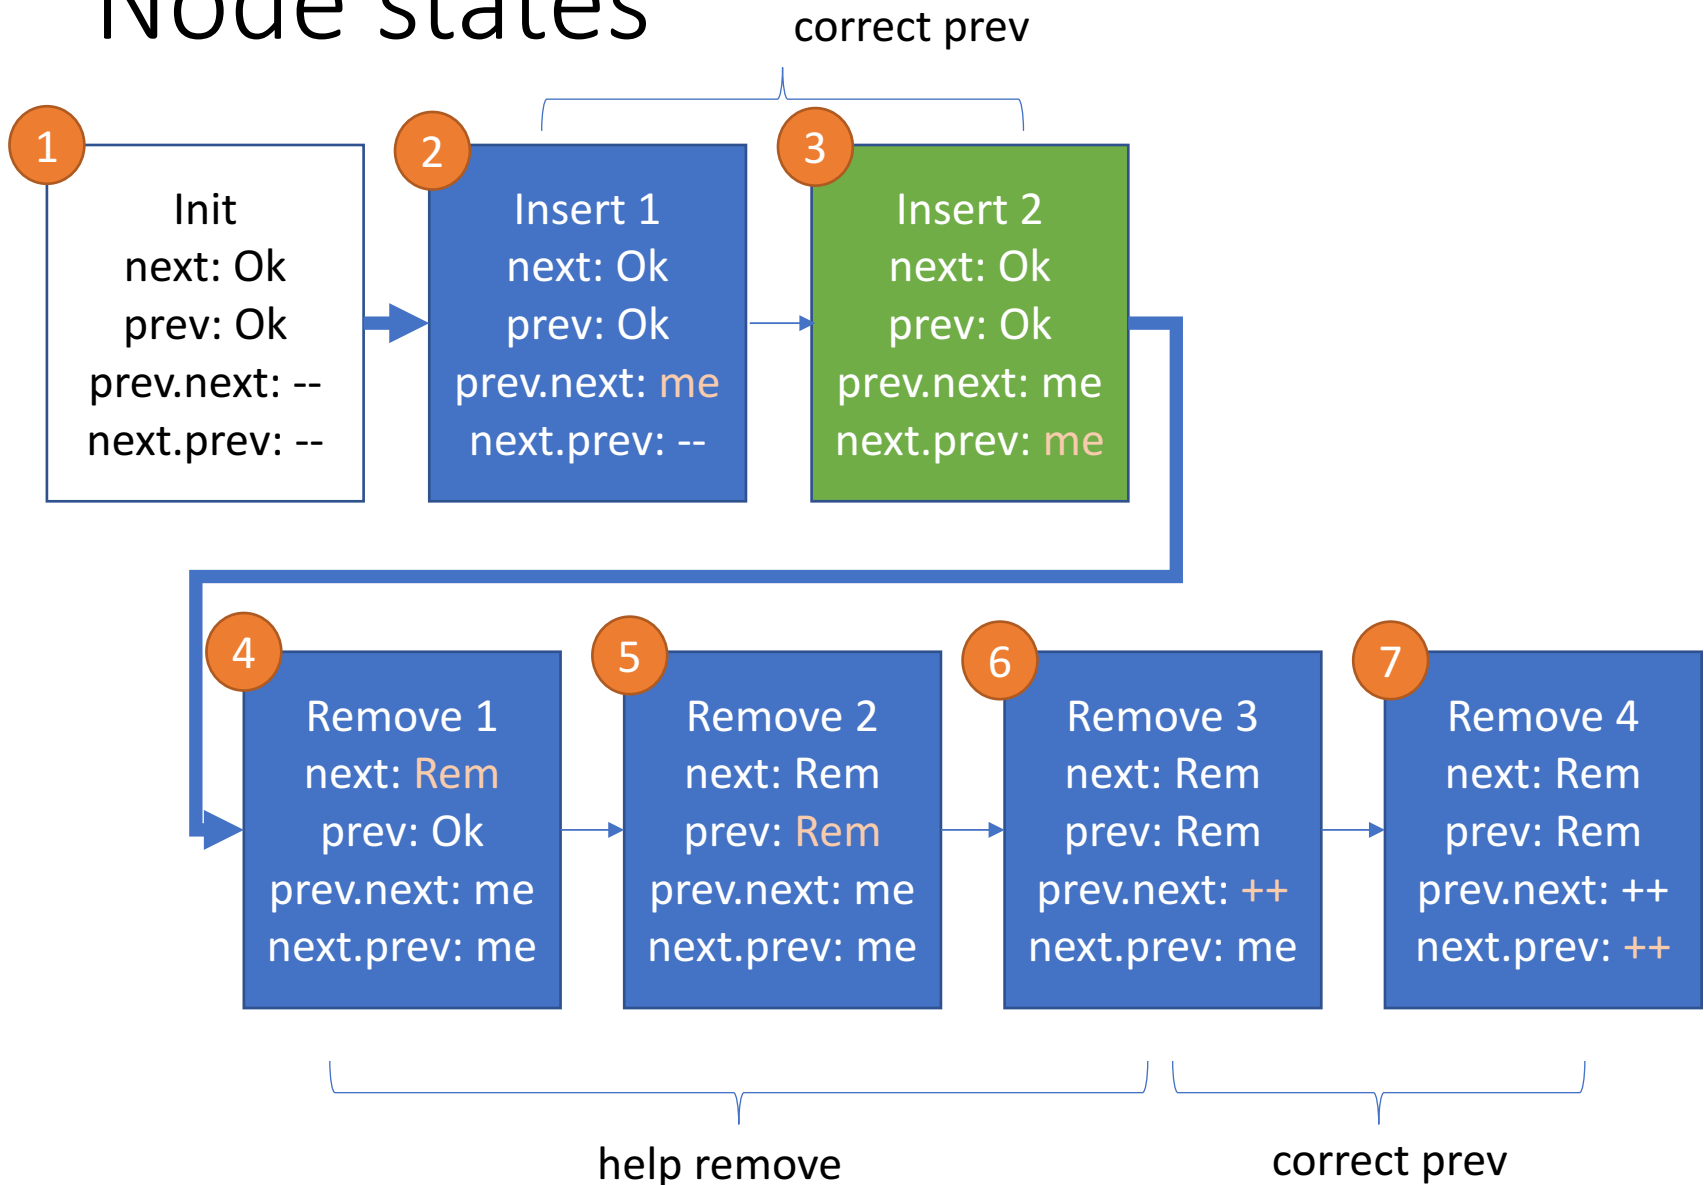 Node states
correct prev
1
Init
next: Ok
prev: Ok
prev.next: --
next.prev: --
2
Insert 1
next: Ok
prev: Ok
prev.next: me
next.prev: --
3
Insert 2
next: Ok
prev: Ok
prev.next: me
next.prev: me
4
Remove 1
next: Rem
prev: Ok
prev.next: me
next.prev: me
5
Remove 2
next: Rem
prev: Rem
prev.next: me
next.prev: me
6
Remove 3
next: Rem
prev: Rem
prev.next: ++
next.prev: me
7
Remove 4
next: Rem
prev: Rem
prev.next: ++
next.prev: ++
help remove
correct prev